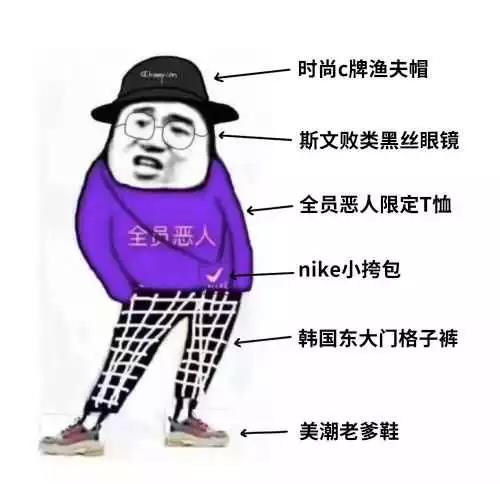 Champion
时尚c牌渔夫帽
斯文败类黑丝眼镜
全员恶人限定T恤
全员恶人
nike小挎包
韩国东大门格子裤
美潮老爹鞋